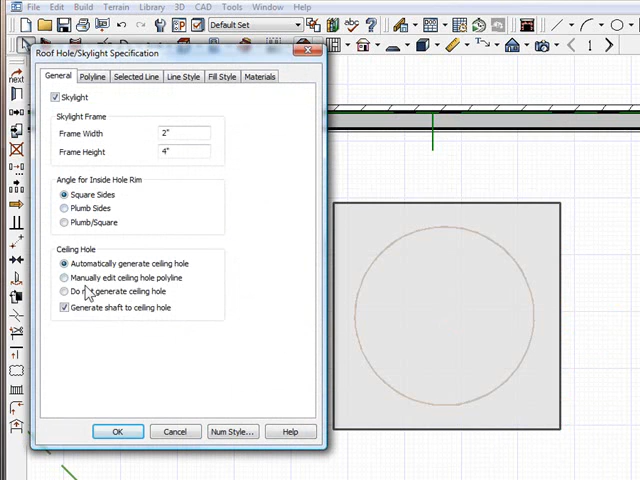 File Edit Build Terrain Library 3D CAD Tools Window Help
Default Set
abc
A
1
next
Roof Hole/Skylight Specification
General Polyline Selected Line Line Style Fill Style Materials
Skylight
Skylight Frame
Frame Width 2"
Frame Height 4"
Angle for Inside Hole Rim
Square Sides
Plumb Sides
Plumb/Square
Ceiling Hole
Automatically generate ceiling hole
Manually edit ceiling hole polyline
generate ceiling hole
Generate shaft to ceiling hole
OK Cancel Num Style... Help